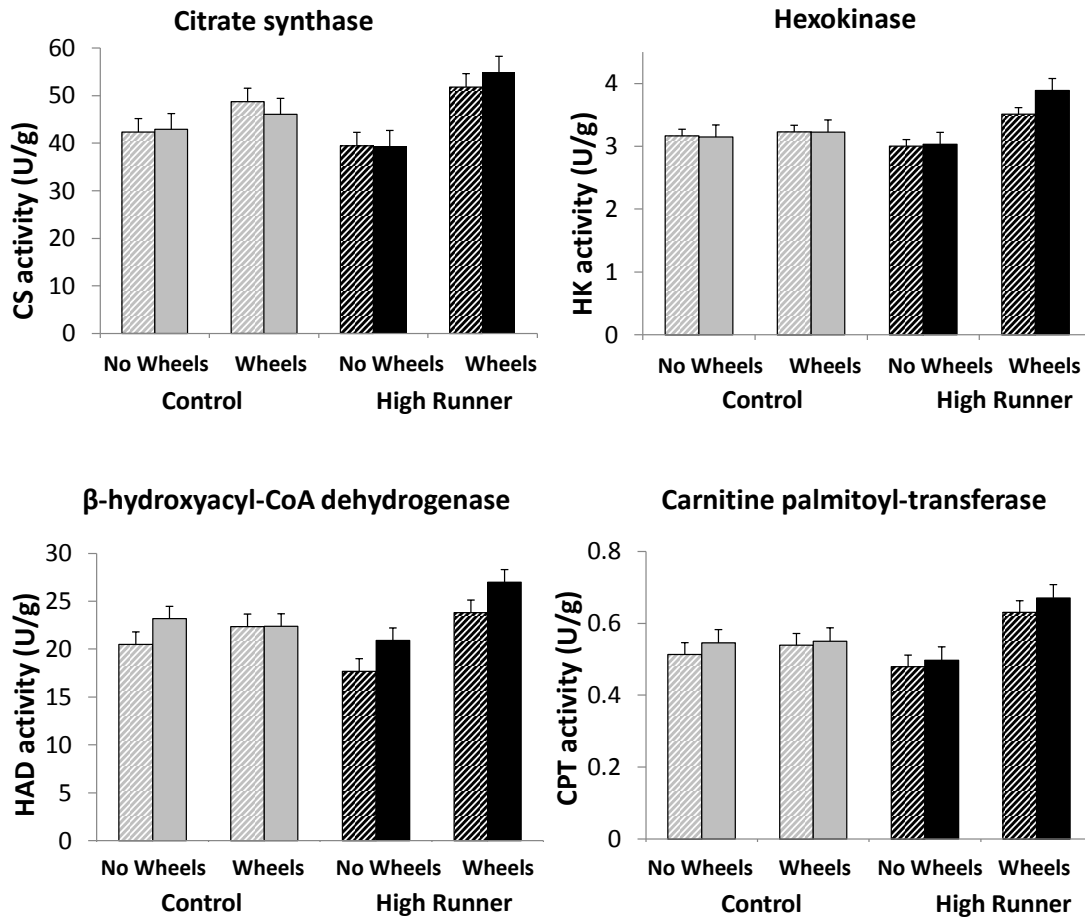 Citrate synthase
CS activity (U/g)
60
50
40
30
20
10
0
No Wheels Wheels No Wheels Wheels
Control High Runner
Hexokinase
HK activity (U/g)
4
3
2
1
0
No Wheels Wheels No Wheels Wheels
Control High Runner
β-hydroxyacyl-CoA dehydrogenase
HAD activity (U/g)
30
25
20
15
10
5
0
No Wheels Wheels No Wheels Wheels
Control High Runner
Carnitine palmitoyl-transferase
CPT activity (U/g)
0.8
0.6
0.4
0.2
0
No Wheels Wheels No Wheels Wheels
Control High Runner